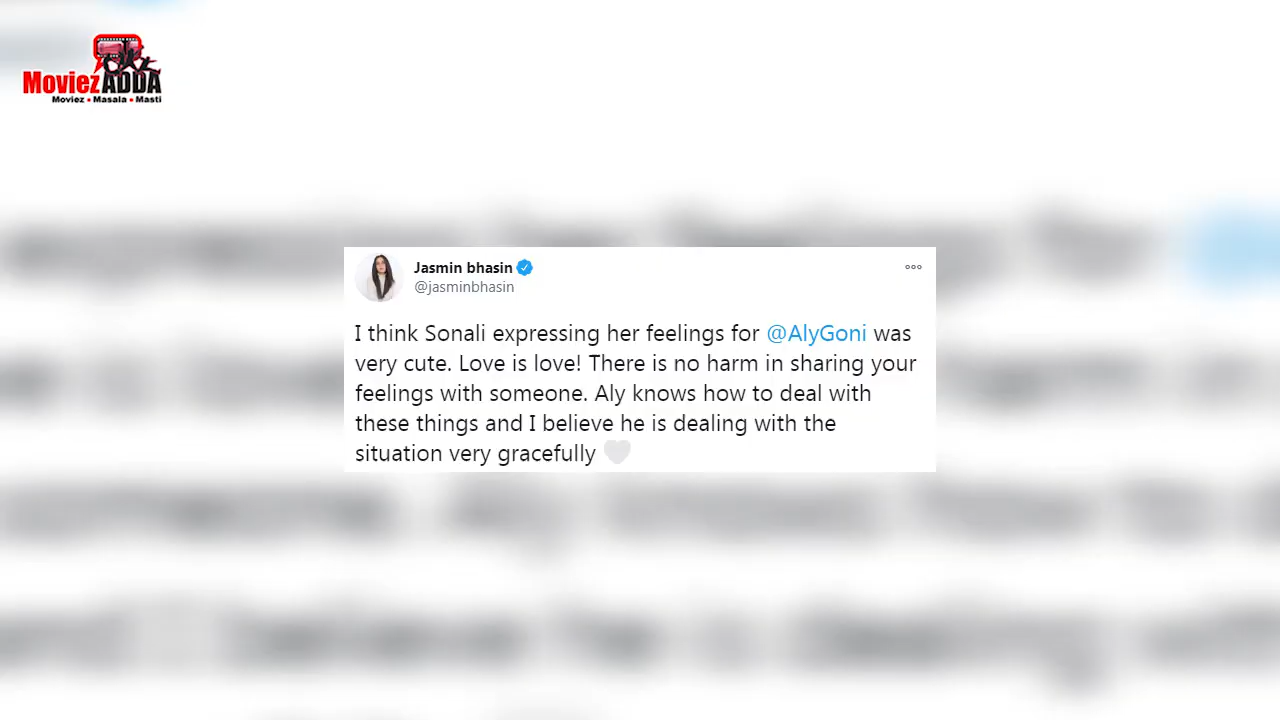 MoviezADDA
Moviez • Masala • Masti
Jasmin bhasin
@jasminbhasin
I think Sonali expressing her feelings for @AlyGoni was
very cute. Love is love! There is no harm in sharing your
feelings with someone. Aly knows how to deal with
these things and I believe he is dealing with the
situation very gracefully 🤍